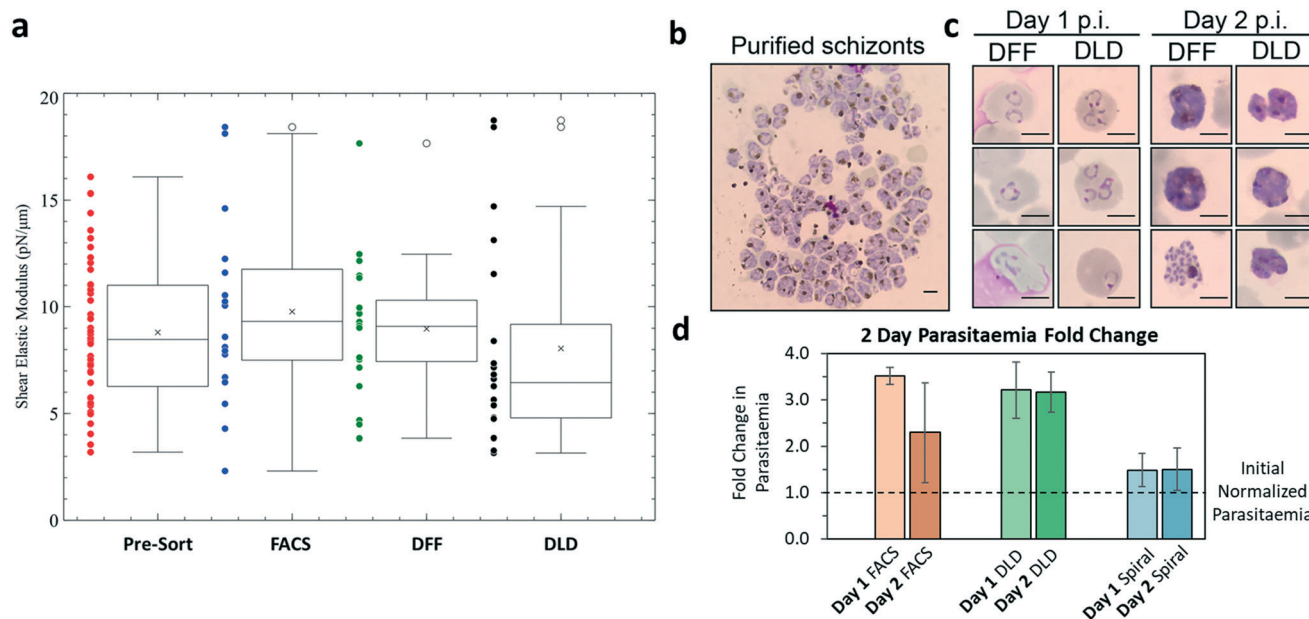 a
Shear Elastic Modulus (pN/μm)
20
15
10
5
0
Pre-Sort
FACS
DFF
DLD
b
Purified schizonts
c
Day 1 p.i.
Day 2 p.i.
DFF
DLD
DFF
DLD
d
2 Day Parasitaemia Fold Change
Fold Change in
Parasitaemia
4.0
3.0
2.0
1.0
0.0
Initial
Normalized
Parasitaemia
Day 1 FACS
Day 2 FACS
Day 1 DLD
Day 2 DLD
Day 1 Spiral
Day 2 Spiral